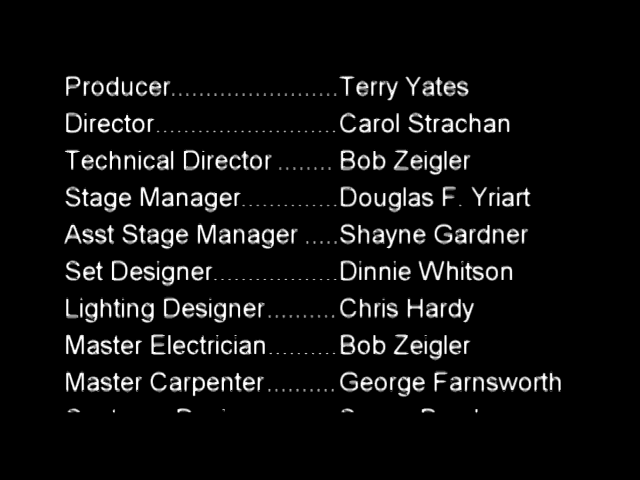 Producer........................Terry Yates
Director..........................Carol Strachan
Technical Director ........ Bob Zeigler
Stage Manager..............Douglas F. Yriart
Asst Stage Manager .....Shayne Gardner
Set Designer..................Dinnie Whitson
Lighting Designer..........Chris Hardy
Master Electrician..........Bob Zeigler
Master Carpenter..........George Farnsworth